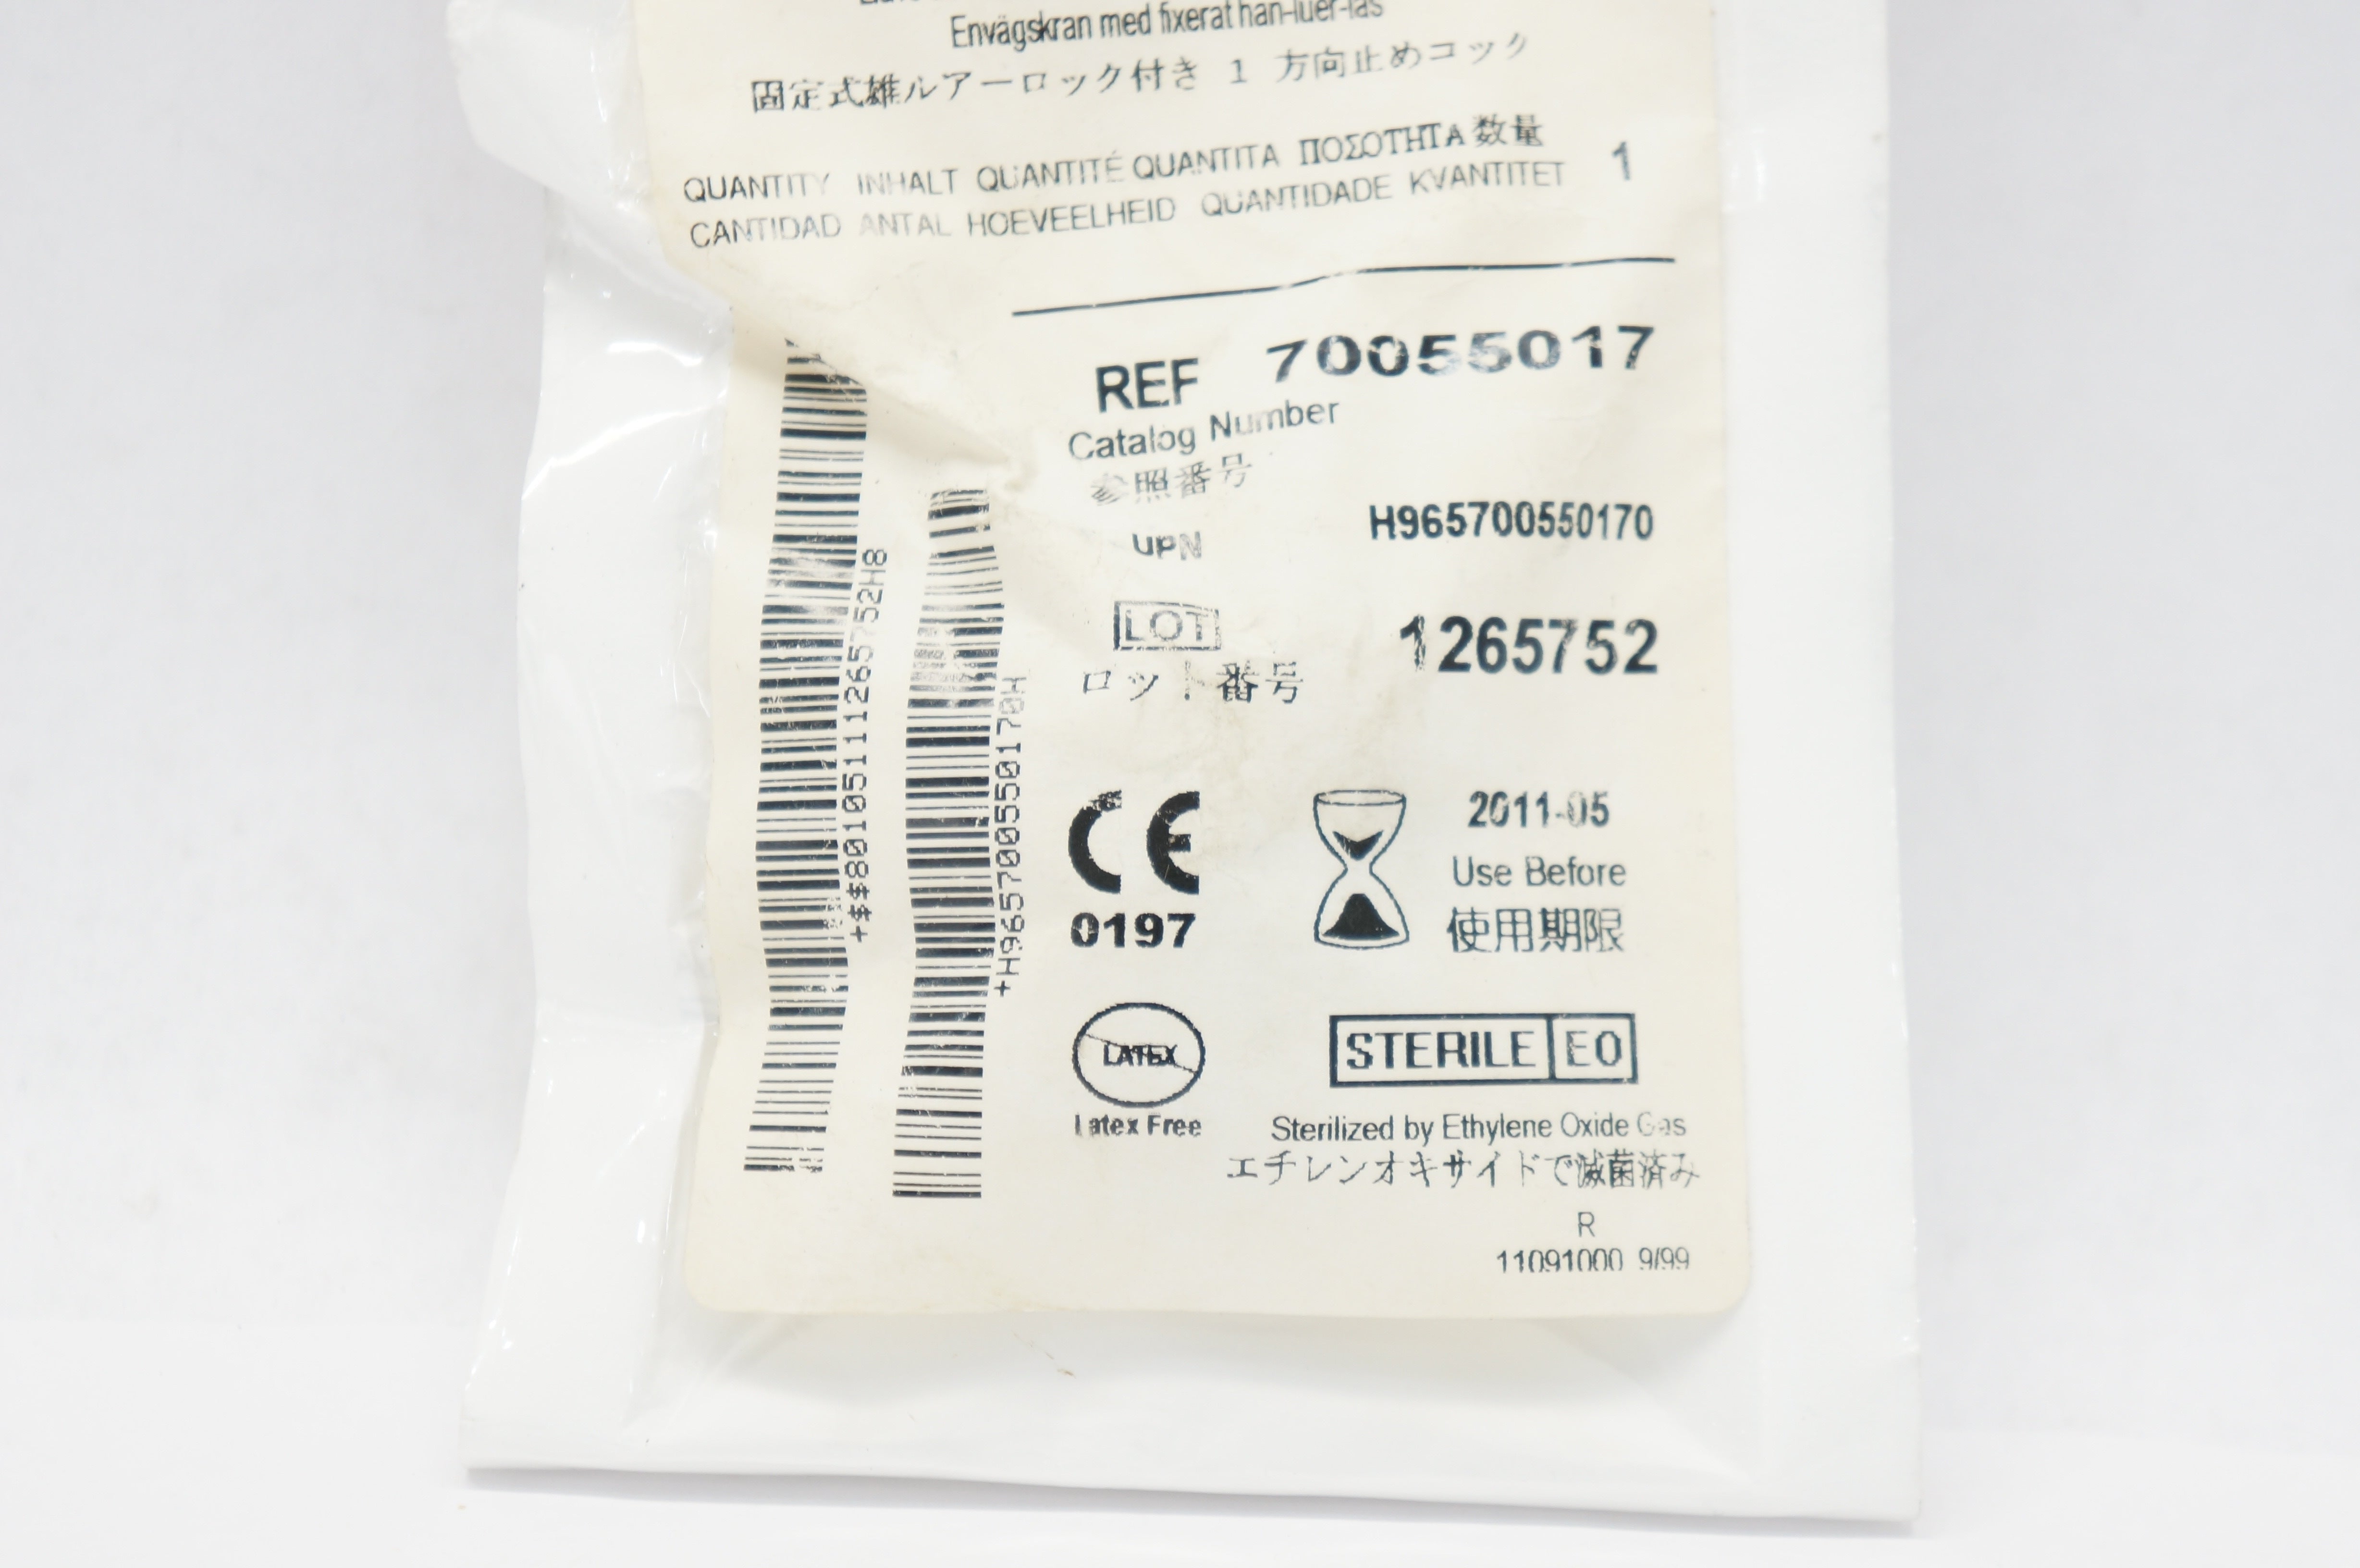 Envägskran med fixerat han-luer-lås
固定式雄ルアーロック付き 1 方向止めコック
QUANTITY INHALT QUANTITÉ QUANTITA ΠΟΣΟΤΗΤΑ 数量
CANTIDAD ANTAL HOEVEELHEID QUANTIDADE KVANTITET 1
REF 70055017
Catalog Number
参照番号
UPN H965700550170
LOT 1265752
ロット番号
+$$80105111265752H8
+H965700550170H
CE
0197
2011-05
Use Before
使用期限
LATEX
Latex Free
STERILE EO
Sterilized by Ethylene Oxide Gas
エチレンオキサイドで滅菌済み
R
11091000 9/99